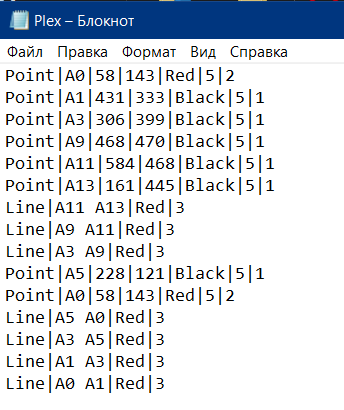 Plex – Блокнот
Файл Правка Формат Вид Справка
Point|A0|58|143|Red|5|2
Point|A1|431|333|Black|5|1
Point|A3|306|399|Black|5|1
Point|A9|468|470|Black|5|1
Point|A11|584|468|Black|5|1
Point|A13|161|445|Black|5|1
Line|A11 A13|Red|3
Line|A9 A11|Red|3
Line|A3 A9|Red|3
Point|A5|228|121|Black|5|1
Point|A0|58|143|Red|5|2
Line|A5 A0|Red|3
Line|A3 A5|Red|3
Line|A1 A3|Red|3
Line|A0 A1|Red|3